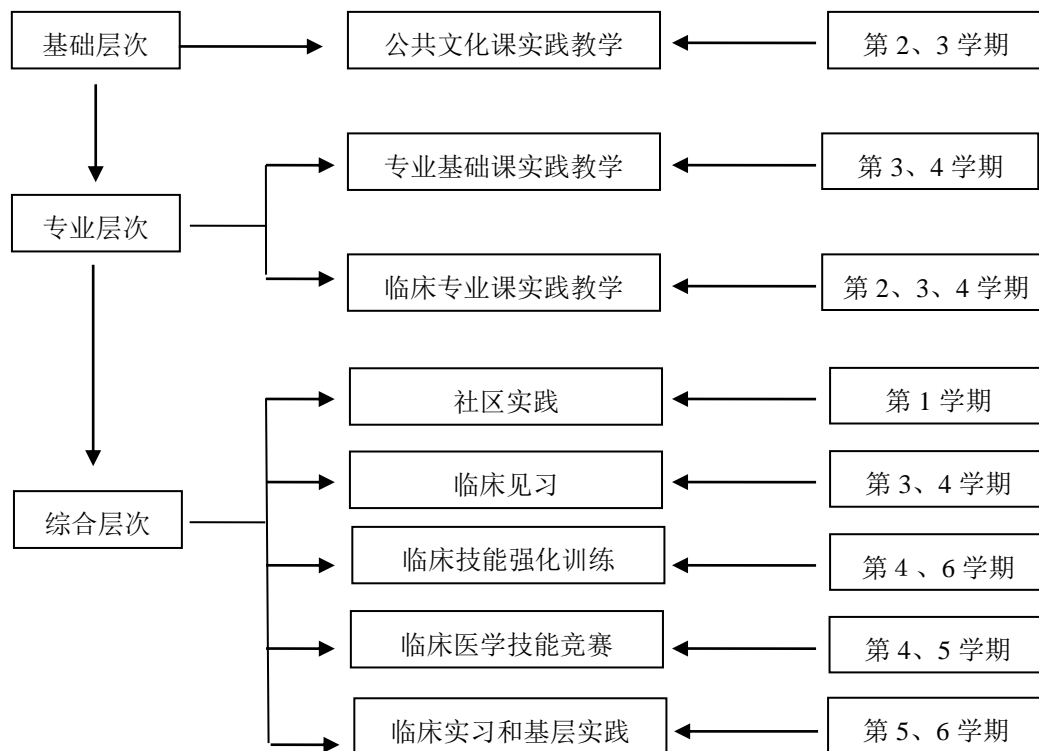 基础层次
公共文化课实践教学
第 2、3 学期
专业基础课实践教学
第 3、4 学期
专业层次
临床专业课实践教学
第 2、3、4 学期
社区实践
第 1 学期
临床见习
第 3、4 学期
综合层次
临床技能强化训练
第 4 、6 学期
临床医学技能竞赛
第 4、5 学期
临床实习和基层实践
第 5、6 学期